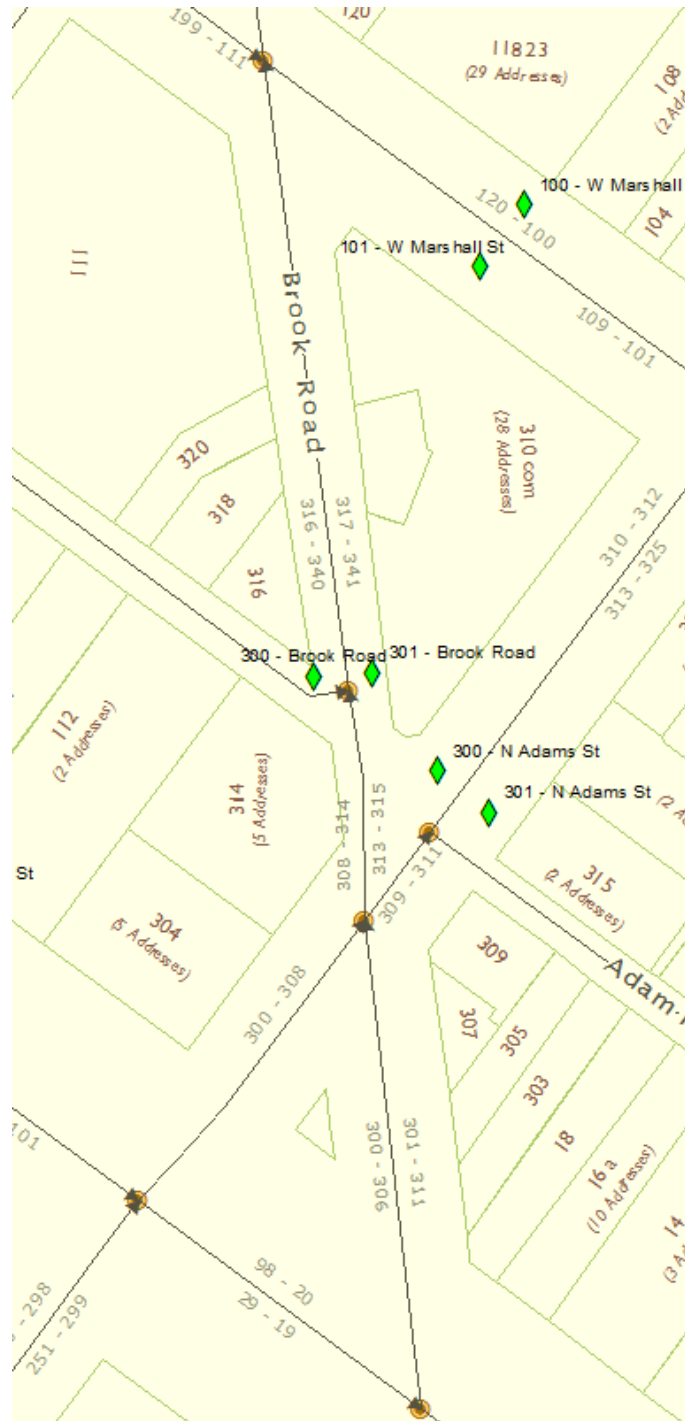 120
199 - 111
11823
(29 Addresses)
108
100 - W Marshall
120 - 100
104
101 - W Marshall St
111
Brook Road
109 - 101
320
310 com
(28 Addresses)
318
316 - 340
317 - 341
310 - 312
313 - 325
316
300 - Brook Road
301 - Brook Road
112
(2 Addresses)
300 - N Adams St
314
(5 Addresses)
301 - N Adams St
308 - 314
313 - 315
309 - 311
315
(2 Addresses)
St
304
(5 Addresses)
309
300 - 308
307
305
303
18
16 a
(10 Addresses)
14
101
300 - 306
301 - 311
98 - 20
29 - 19
- 298
251 - 299